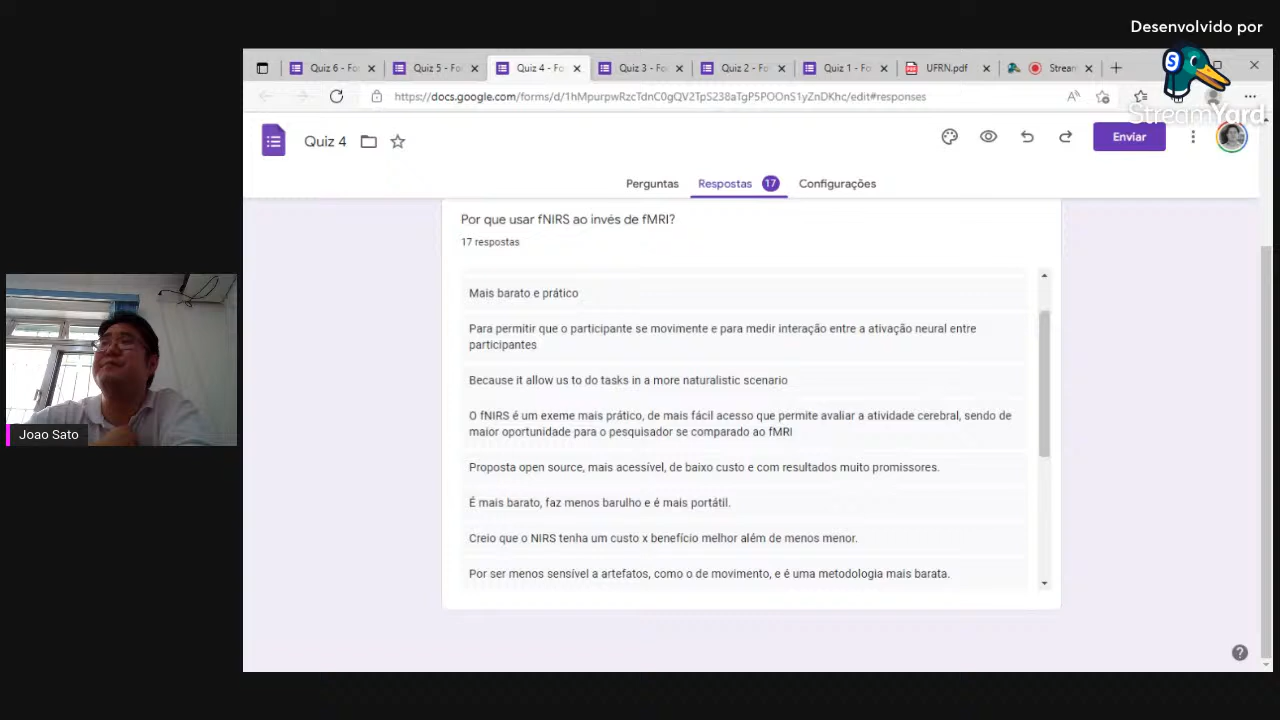 Desenvolvido por
StreamYard
Quiz 6 - Fo
Quiz 5 - Fo
Quiz 4 - Fo
Quiz 3 - Fo
Quiz 2 - Fo
Quiz 1 - Fo
UFRN.pdf
Stream
https://docs.google.com/forms/d/1hMpurpwRzcTdnC0gQV2TpS238aTgP5POOnS1yZnDKhc/edit#responses
Quiz 4
Enviar
Perguntas
Respostas 17
Configurações
Por que usar fNIRS ao invés de fMRI?
17 respostas
Mais barato e prático
Para permitir que o participante se movimente e para medir interação entre a ativação neural entre
participantes
Because it allow us to do tasks in a more naturalistic scenario
O fNIRS é um exeme mais prático, de mais fácil acesso que permite avaliar a atividade cerebral, sendo de
maior oportunidade para o pesquisador se comparado ao fMRI
Proposta open source, mais acessível, de baixo custo e com resultados muito promissores.
É mais barato, faz menos barulho e é mais portátil.
Creio que o NIRS tenha um custo x benefício melhor além de menos menor.
Por ser menos sensível a artefatos, como o de movimento, e é uma metodologia mais barata.
Joao Sato